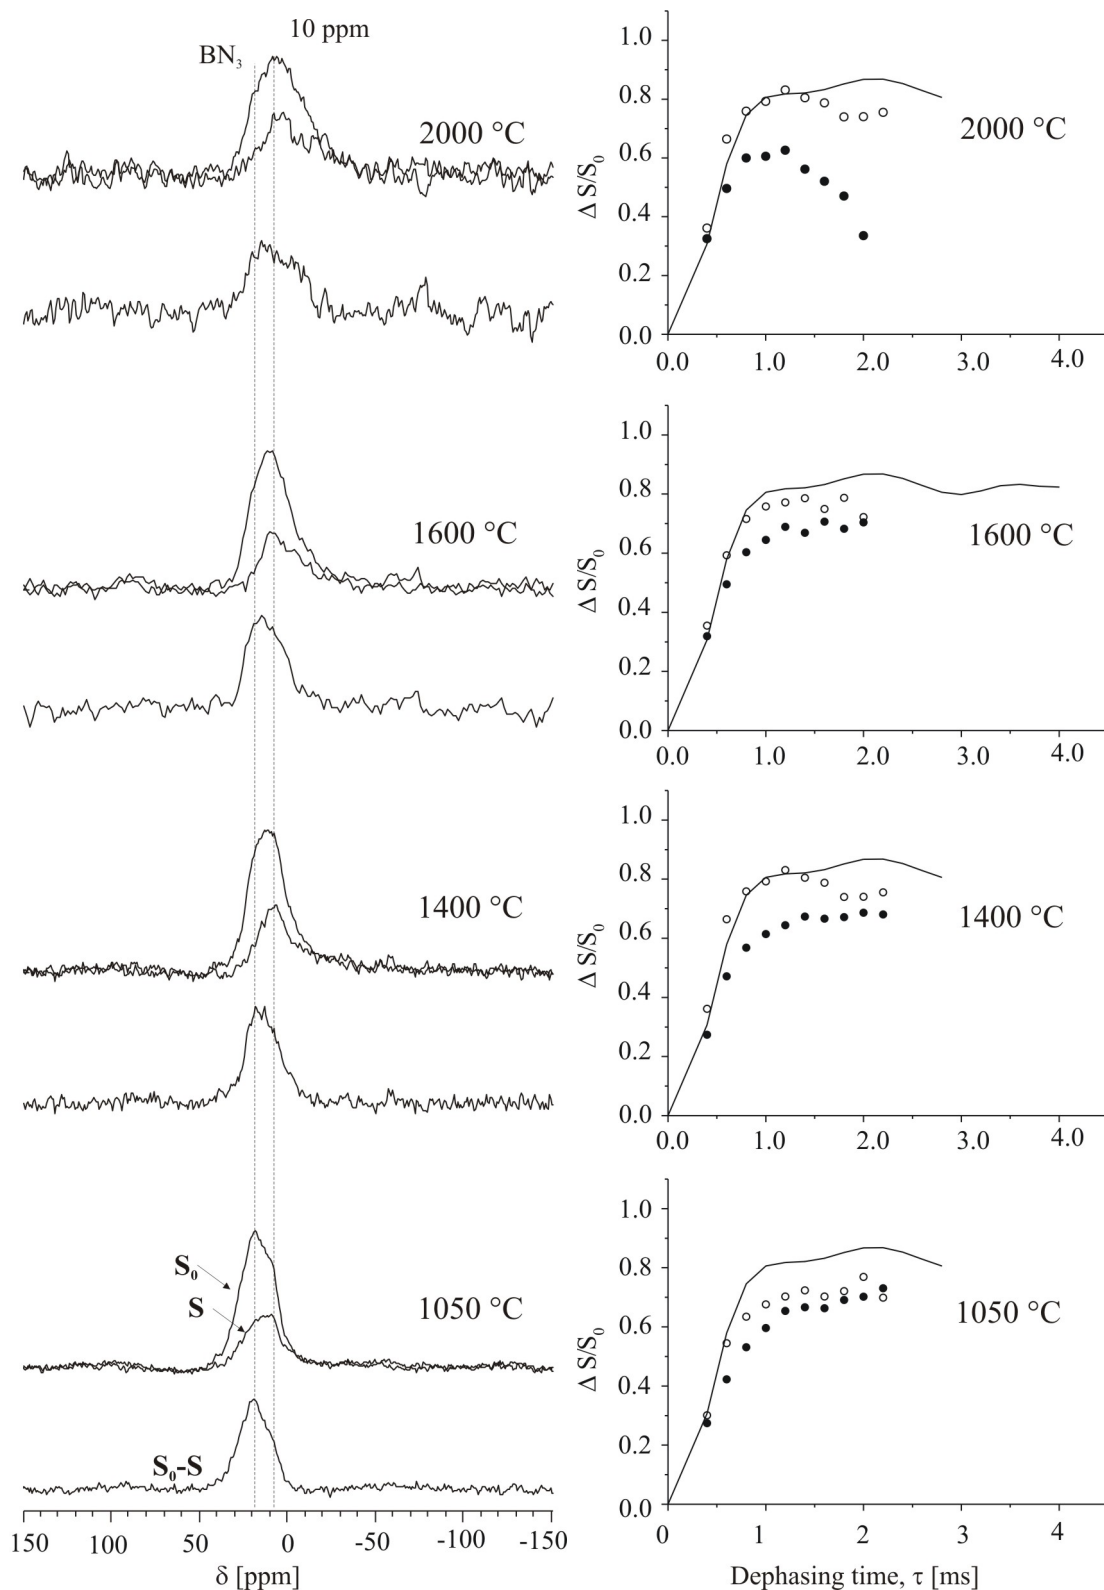 10 ppm
BN₃
2000 °C
1600 °C
1400 °C
S₀
S
1050 °C
S₀-S
150 100 50 0 -50 -100 -150
δ [ppm]
1.0
0.8
0.6
0.4
0.2
0.0
Δ S/S₀
2000 °C
0.0 1.0 2.0 3.0 4.0
1.0
0.8
0.6
0.4
0.2
0.0
Δ S/S₀
1600 °C
0.0 1.0 2.0 3.0 4.0
1.0
0.8
0.6
0.4
0.2
0.0
Δ S/S₀
1400 °C
0.0 1.0 2.0 3.0 4.0
1.0
0.8
0.6
0.4
0.2
0.0
Δ S/S₀
1050 °C
0 1 2 3 4
Dephasing time, τ [ms]